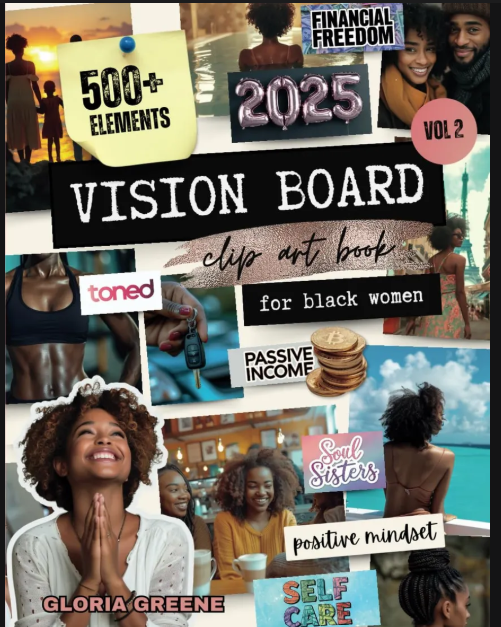 FINANCIAL
FREEDOM
500+
ELEMENTS
2025
VOL 2
VISION BOARD
clip art book
for black women
toned
PASSIVE
INCOME
Soul
Sisters
positive mindset
SELF
CARE
GLORIA GREENE